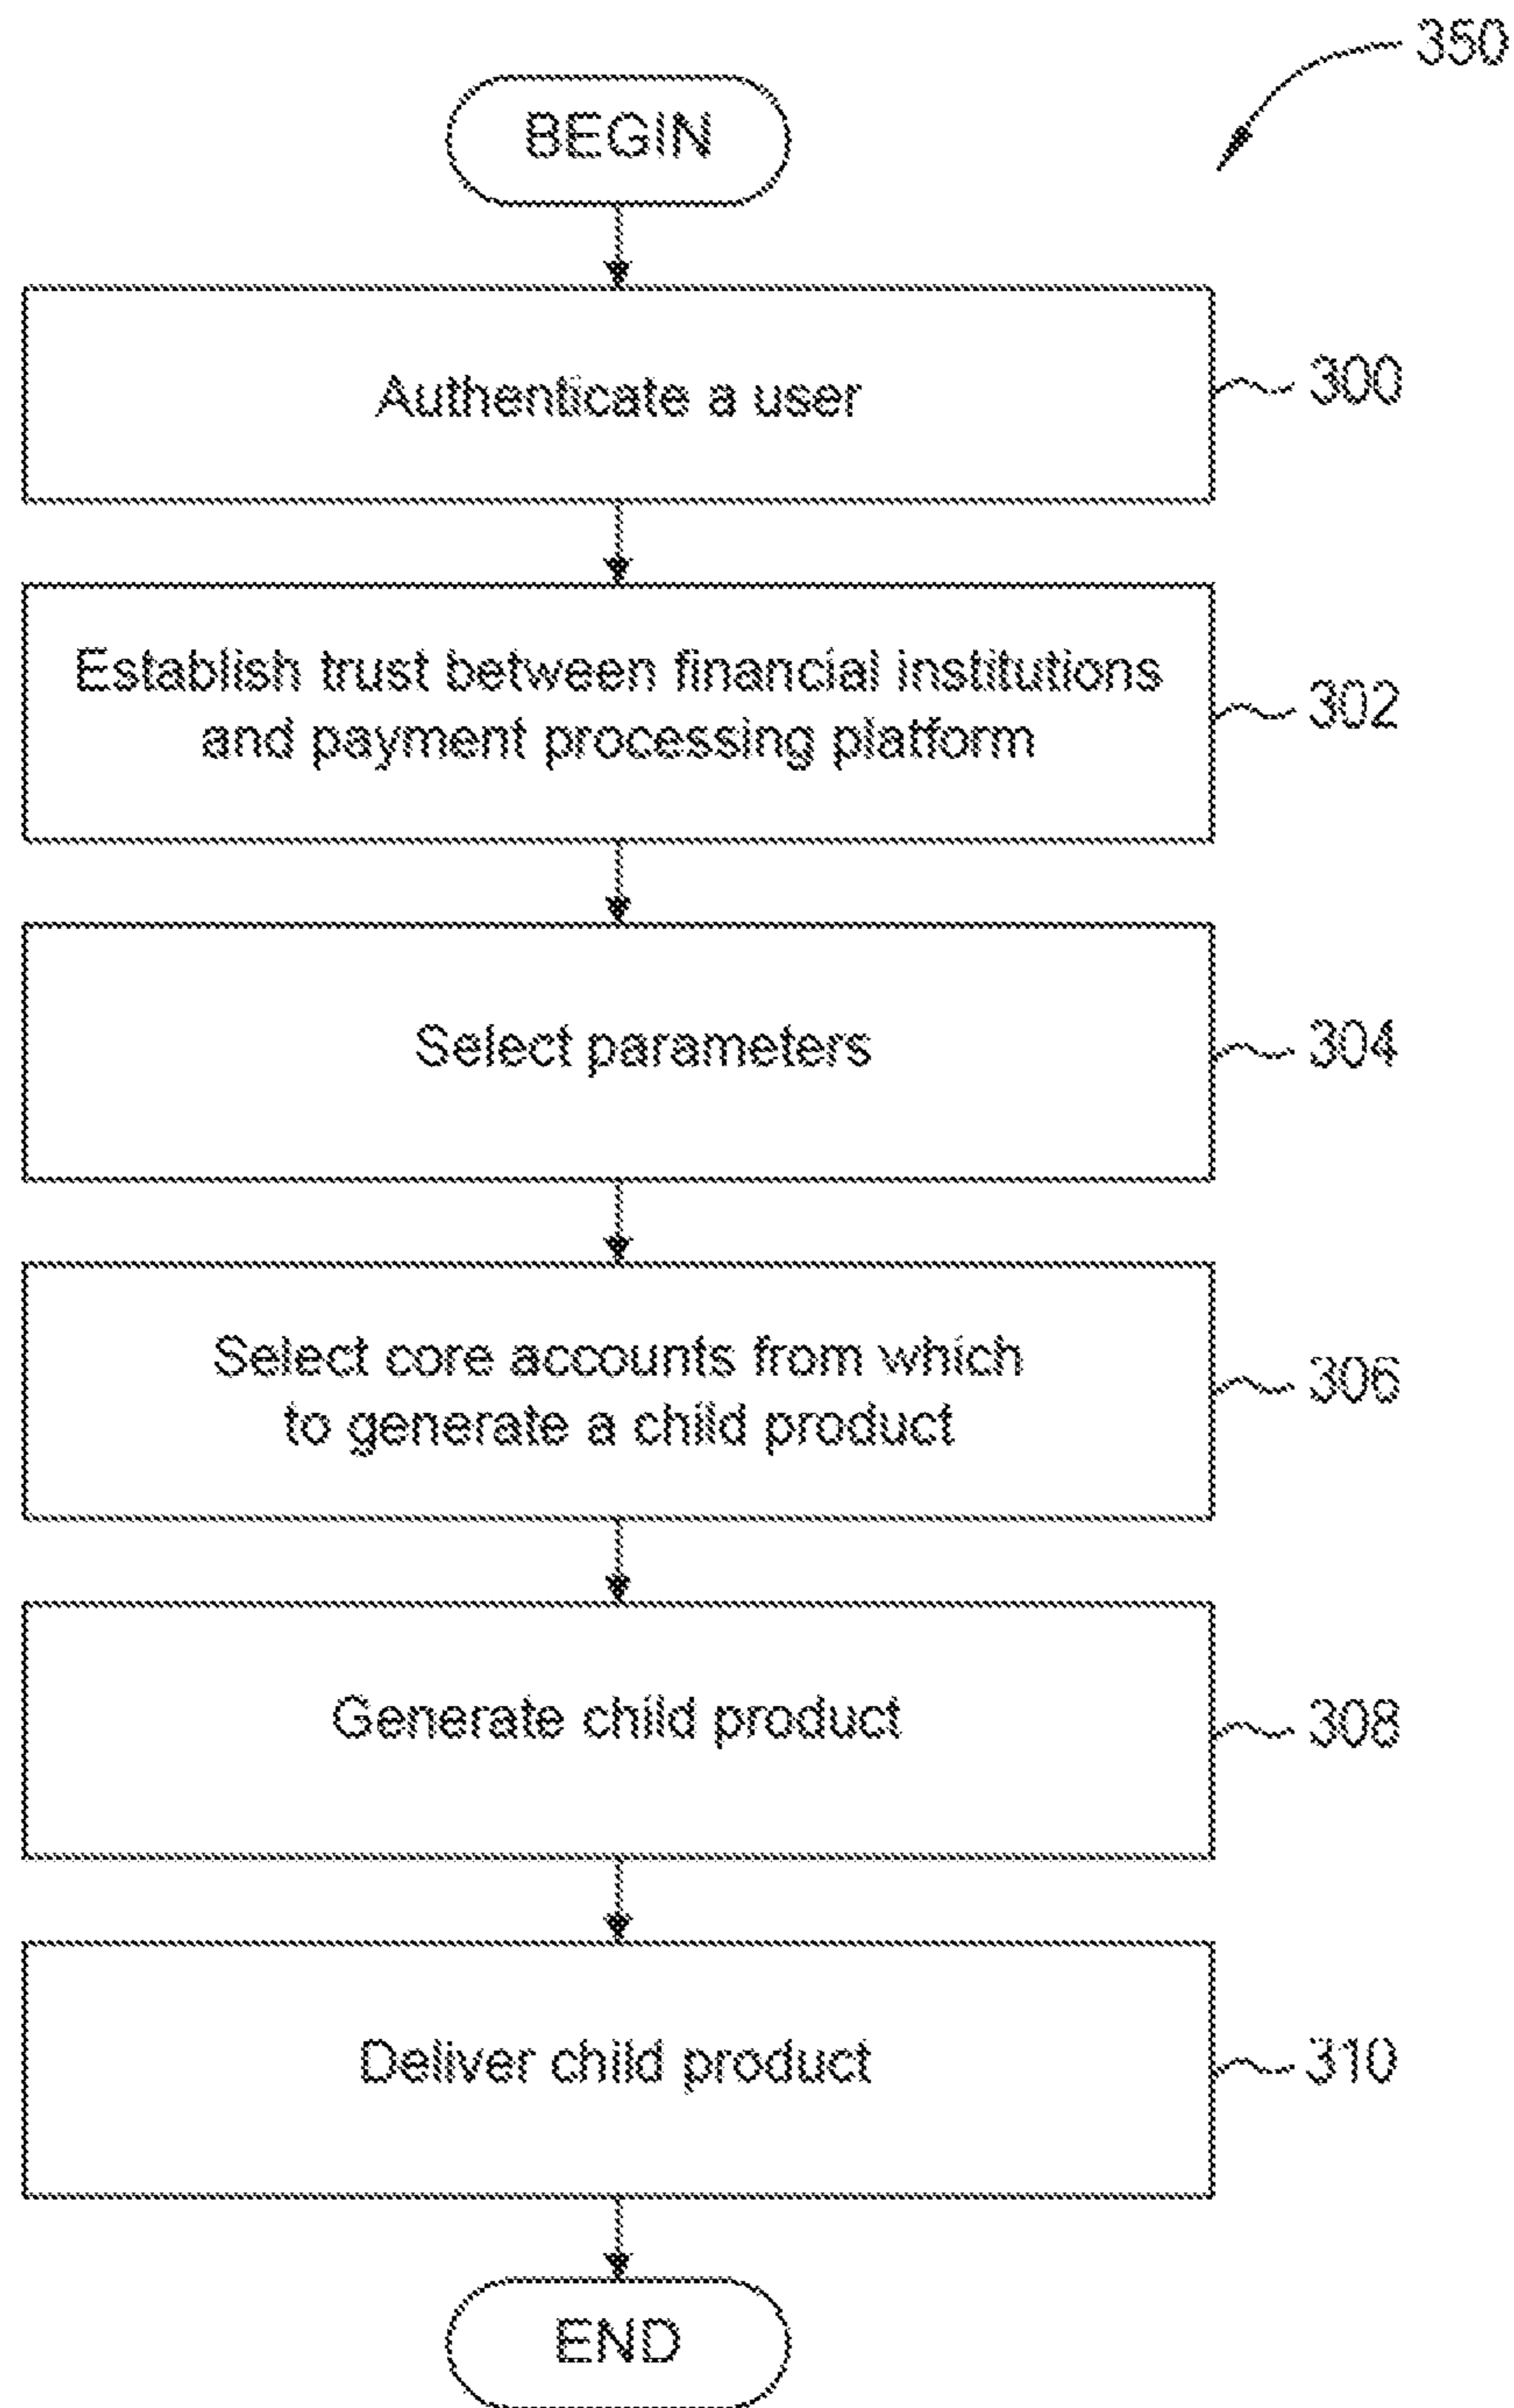 350
BEGIN
Authenticate a user
300
Establish trust between financial institutions
and payment processing platform
302
Select parameters
304
Select core accounts from which
to generate a child product
306
Generate child product
308
Deliver child product
310
END